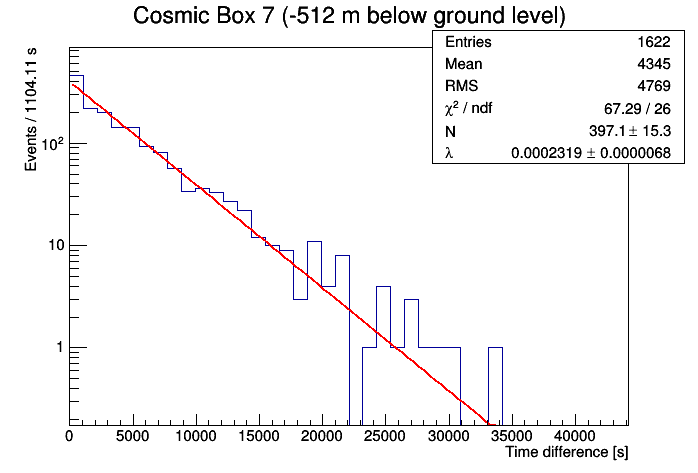 Cosmic Box 7 (-512 m below ground level)
Entries 1622
Mean 4345
RMS 4769
χ² / ndf 67.29 / 26
N 397.1 ± 15.3
λ 0.0002319 ± 0.0000068
Events / 1104.11 s
10²
10
1
0 5000 10000 15000 20000 25000 30000 35000 40000
Time difference [s]